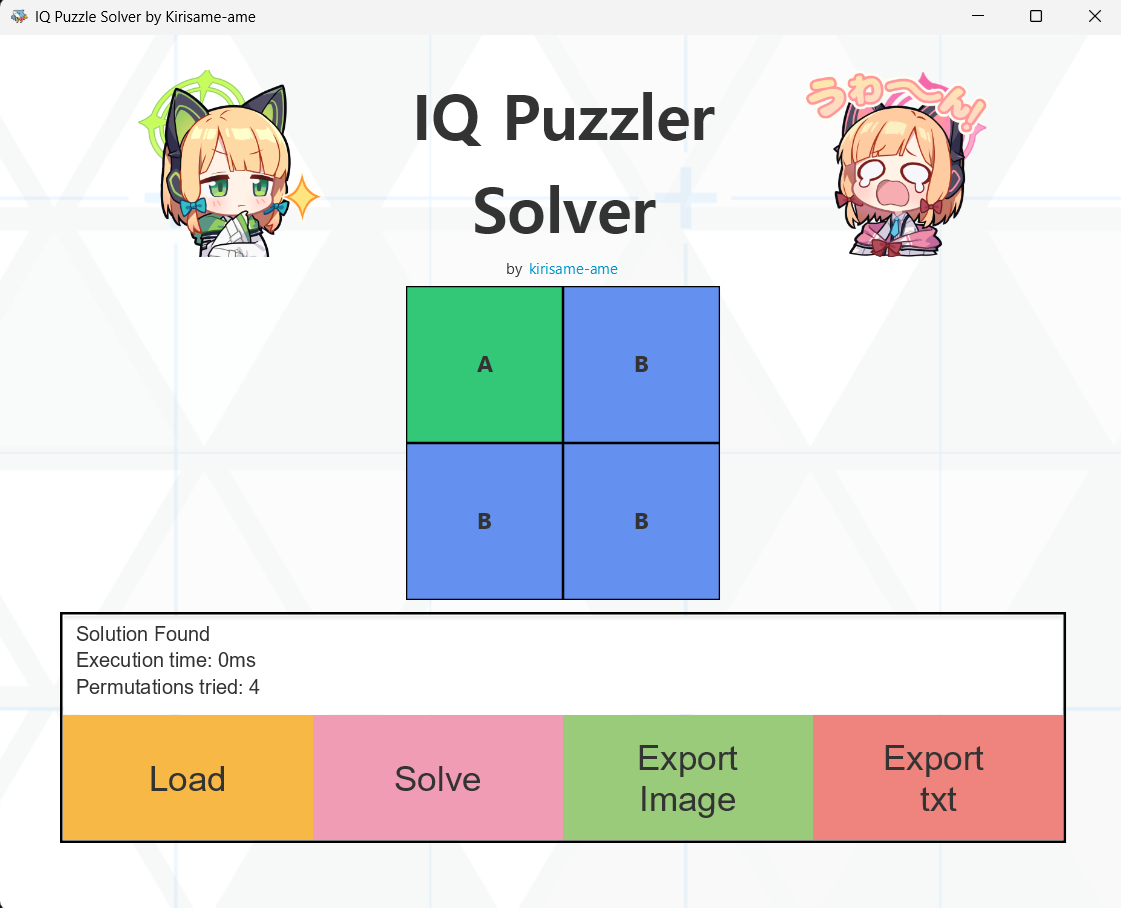 IQ Puzzle Solver by Kirisame-ame
うわ～～ん!
IQ Puzzler
Solver
by kirisame-ame
A B
B B
Solution Found
Execution time: 0ms
Permutations tried: 4
Load
Solve
Export
Image
Export
txt